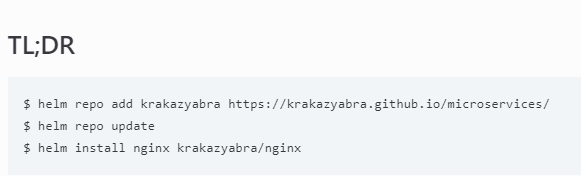 TL;DR
$ helm repo add krakazyabra https://krakazyabra.github.io/microservices/
$ helm repo update
$ helm install nginx krakazyabra/nginx